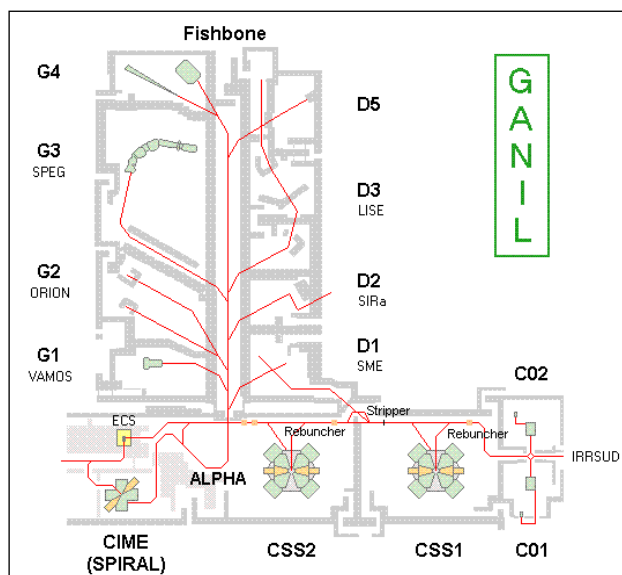 Fishbone
G4
D5
GANIL
G3
SPEG
D3
LISE
G2
ORION
D2
SIRa
G1
VAMOS
D1
SME
C02
ECS
Stripper
Rebuncher
Rebuncher
IRRSUD
ALPHA
CIME
(SPIRAL)
CSS2
CSS1
C01